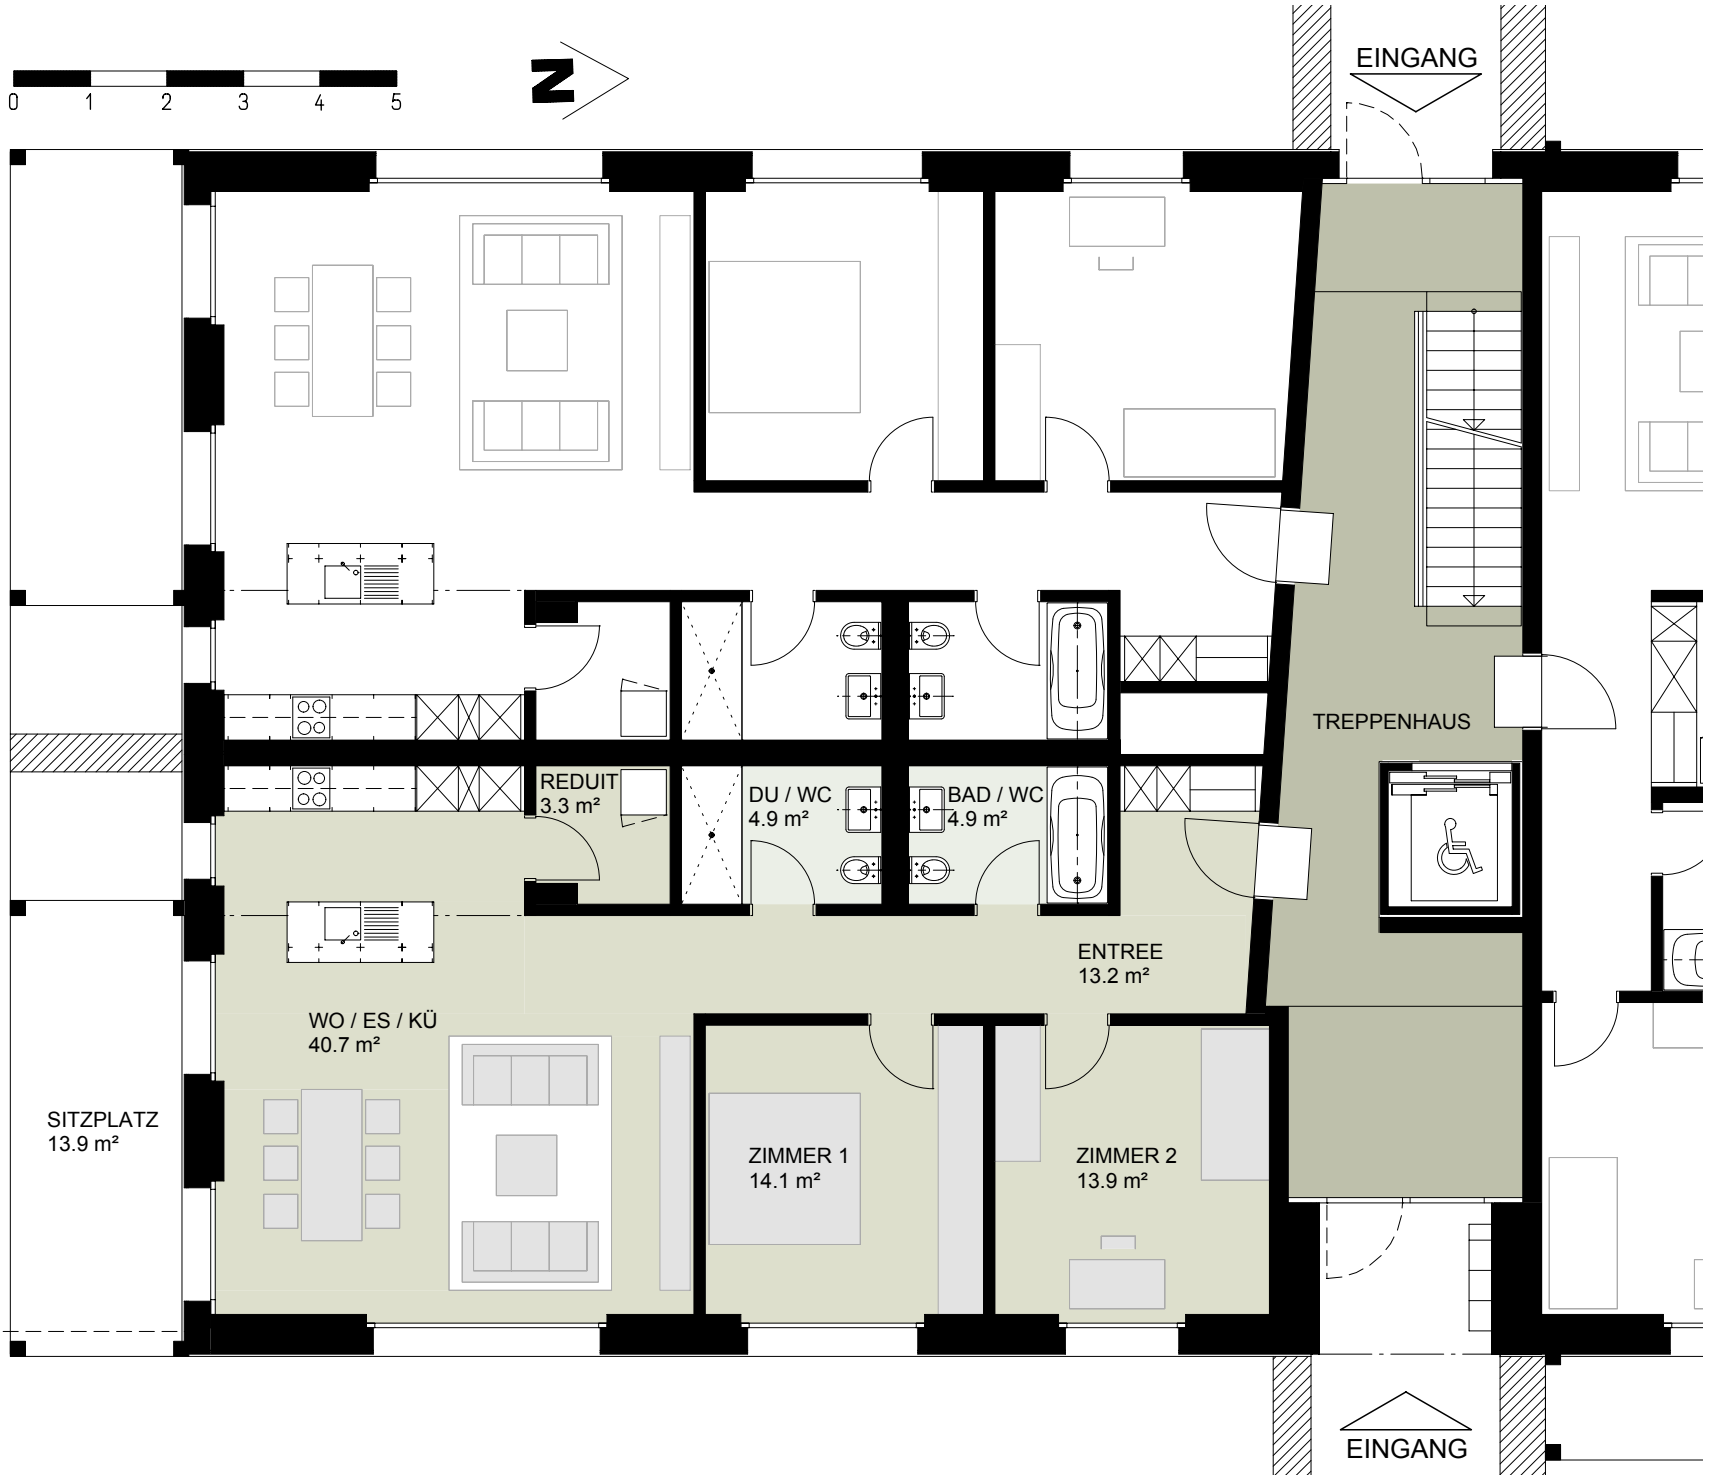 EINGANG
N
0 1 2 3 4 5
TREPPENHAUS
REDUIT
3.3 m²
DU / WC
4.9 m²
BAD / WC
4.9 m²
ENTREE
13.2 m²
WO / ES / KÜ
40.7 m²
SITZPLATZ
13.9 m²
ZIMMER 1
14.1 m²
ZIMMER 2
13.9 m²
EINGANG